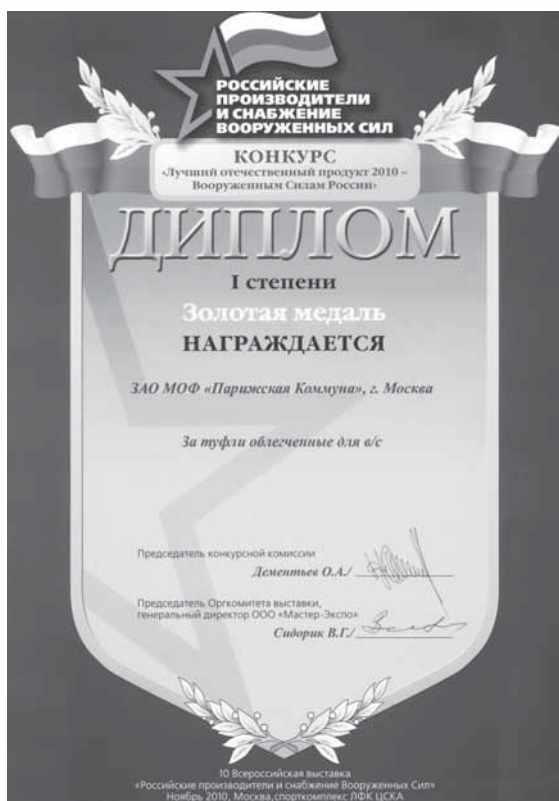 РОССИЙСКИЕ
ПРОИЗВОДИТЕЛИ
И СНАБЖЕНИЕ
ВООРУЖЕННЫХ СИЛ
КОНКУРС
«Лучший отечественный продукт 2010 –
Вооруженным Силам России»
ДИПЛОМ
I степени
Золотая медаль
НАГРАЖДАЕТСЯ
ЗАО МОФ «Парижская Коммуна», г. Москва
За туфли облегченные для в/с
Председатель конкурсной комиссии
Дементьев О.А./
Председатель Оргкомитета выставки,
генеральный директор ООО «Мастер-Экспо»
Сидорик В.Г./
10 Всероссийская выставка
«Российские производители и снабжение Вооруженных Сил»
Ноябрь 2010, Москва,спорткомплекс ЛФК ЦСКА